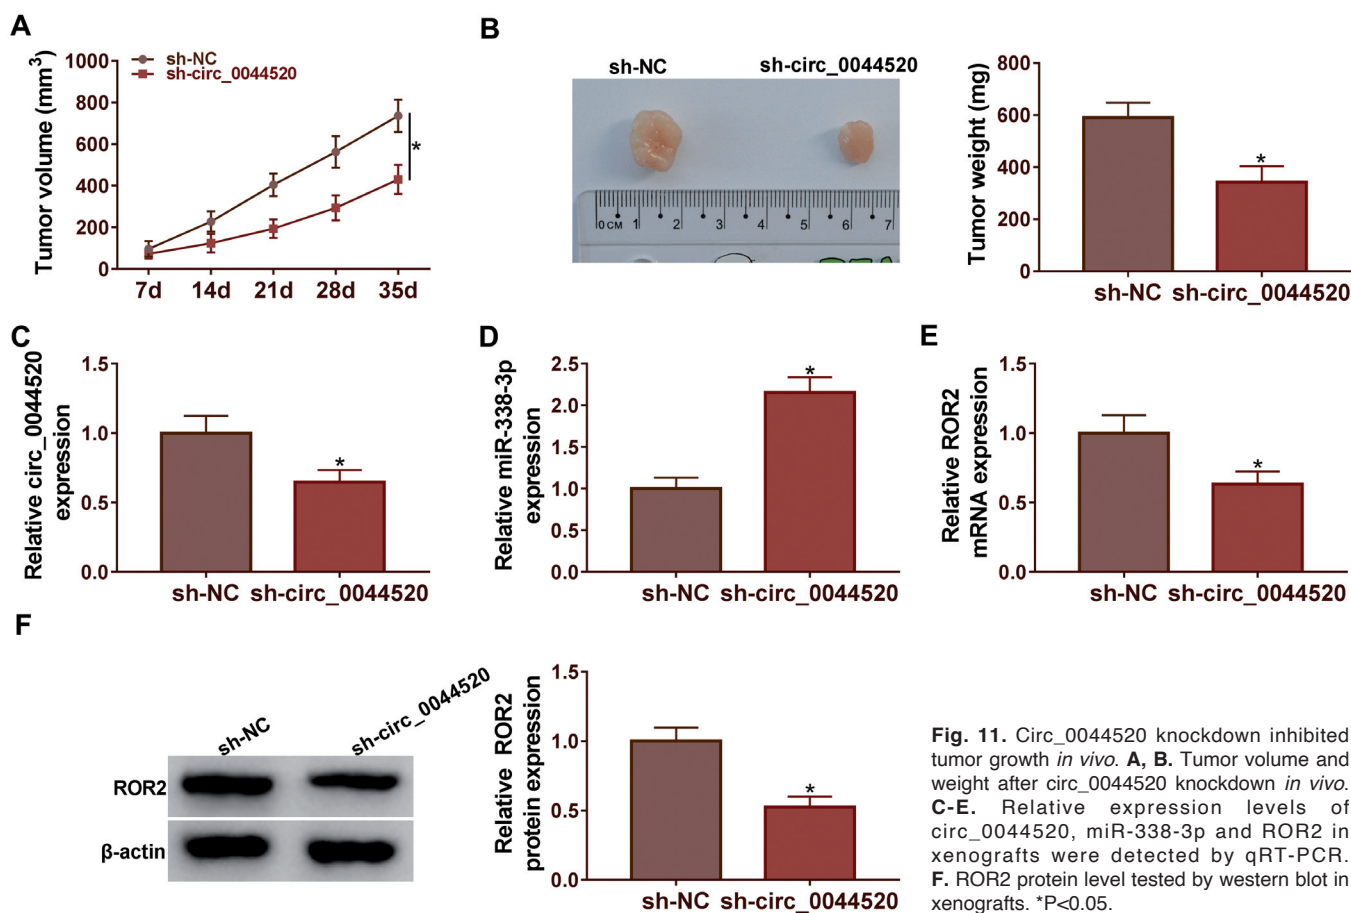 A
Tumor volume (mm³)
1000
800
600
400
200
0
sh-NC
sh-circ_0044520
*
7d 14d 21d 28d 35d
B
sh-NC sh-circ_0044520
0 CM 1 2 3 4 5 6 7
Tumor weight (mg)
800
600
400
200
0
*
sh-NC sh-circ_0044520
C
Relative circ_0044520
expression
1.5
1.0
0.5
0.0
*
sh-NC sh-circ_0044520
D
Relative miR-338-3p
expression
2.5
2.0
1.5
1.0
0.5
0.0
*
sh-NC sh-circ_0044520
E
Relative ROR2
mRNA expression
1.5
1.0
0.5
0.0
*
sh-NC sh-circ_0044520
F
sh-NC sh-circ_0044520
ROR2
β-actin
Relative ROR2
protein expression
1.5
1.0
0.5
0.0
*
sh-NC sh-circ_0044520
Fig. 11. Circ_0044520 knockdown inhibited
tumor growth in vivo. A, B. Tumor volume and
weight after circ_0044520 knockdown in vivo.
C-E. Relative expression levels of
circ_0044520, miR-338-3p and ROR2 in
xenografts were detected by qRT-PCR.
F. ROR2 protein level tested by western blot in
xenografts. *P<0.05.